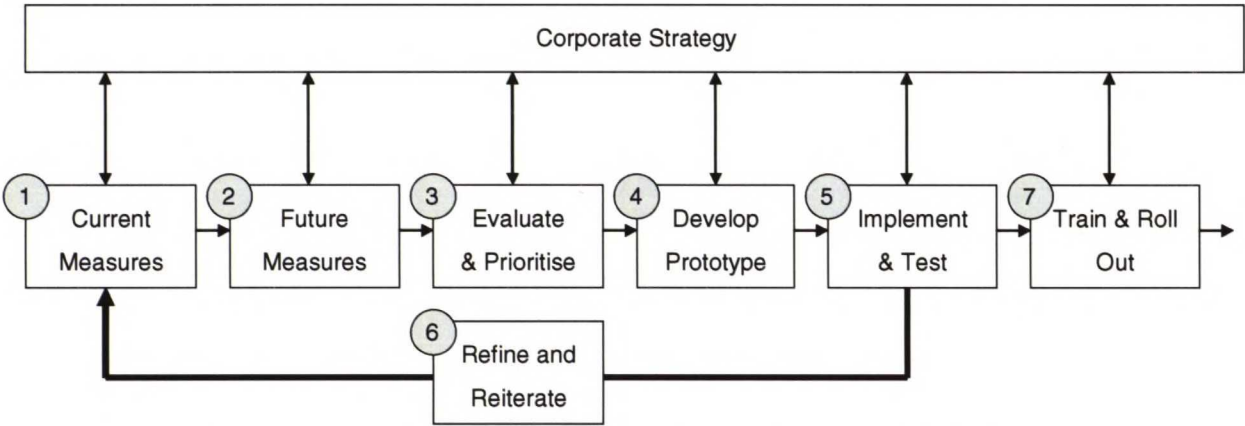 Corporate Strategy
1
Current
Measures
2
Future
Measures
3
Evaluate
& Prioritise
4
Develop
Prototype
5
Implement
& Test
7
Train & Roll
Out
6
Refine and
Reiterate